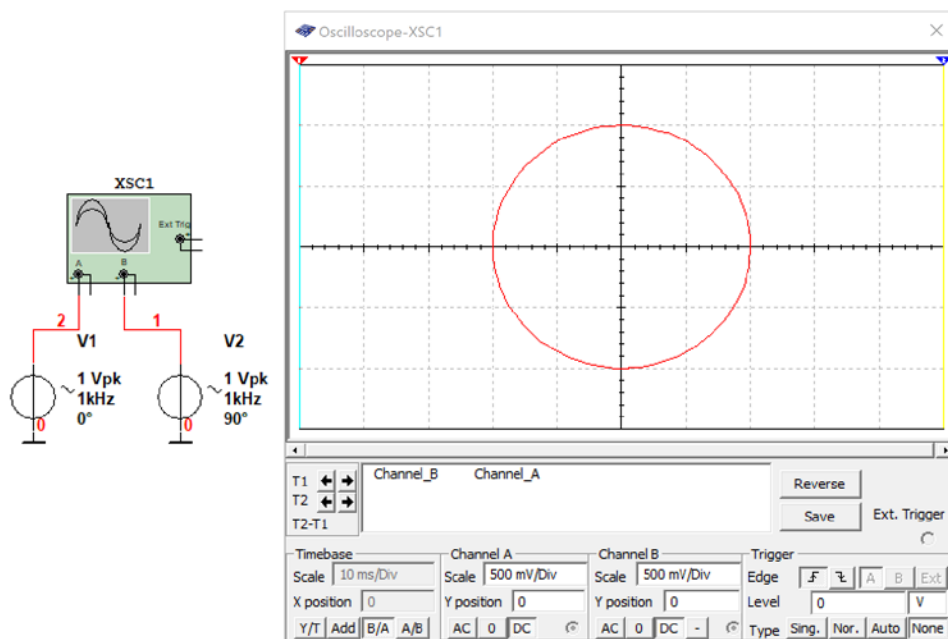 Oscilloscope-XSC1
XSC1
Ext Trig
A B
2 1
V1 V2
1 Vpk 1 Vpk
1kHz 1kHz
0° 90°
0 0
T1
T2
T2-T1
Channel_B Channel_A
Reverse
Save
Ext. Trigger
Timebase
Scale 10 ms/Div
X position 0
Y/T Add B/A A/B
Channel A
Scale 500 mV/Div
Y position 0
AC 0 DC
Channel B
Scale 500 mV/Div
Y position 0
AC 0 DC -
Trigger
Edge A B Ext
Level 0 V
Type Sing. Nor. Auto None